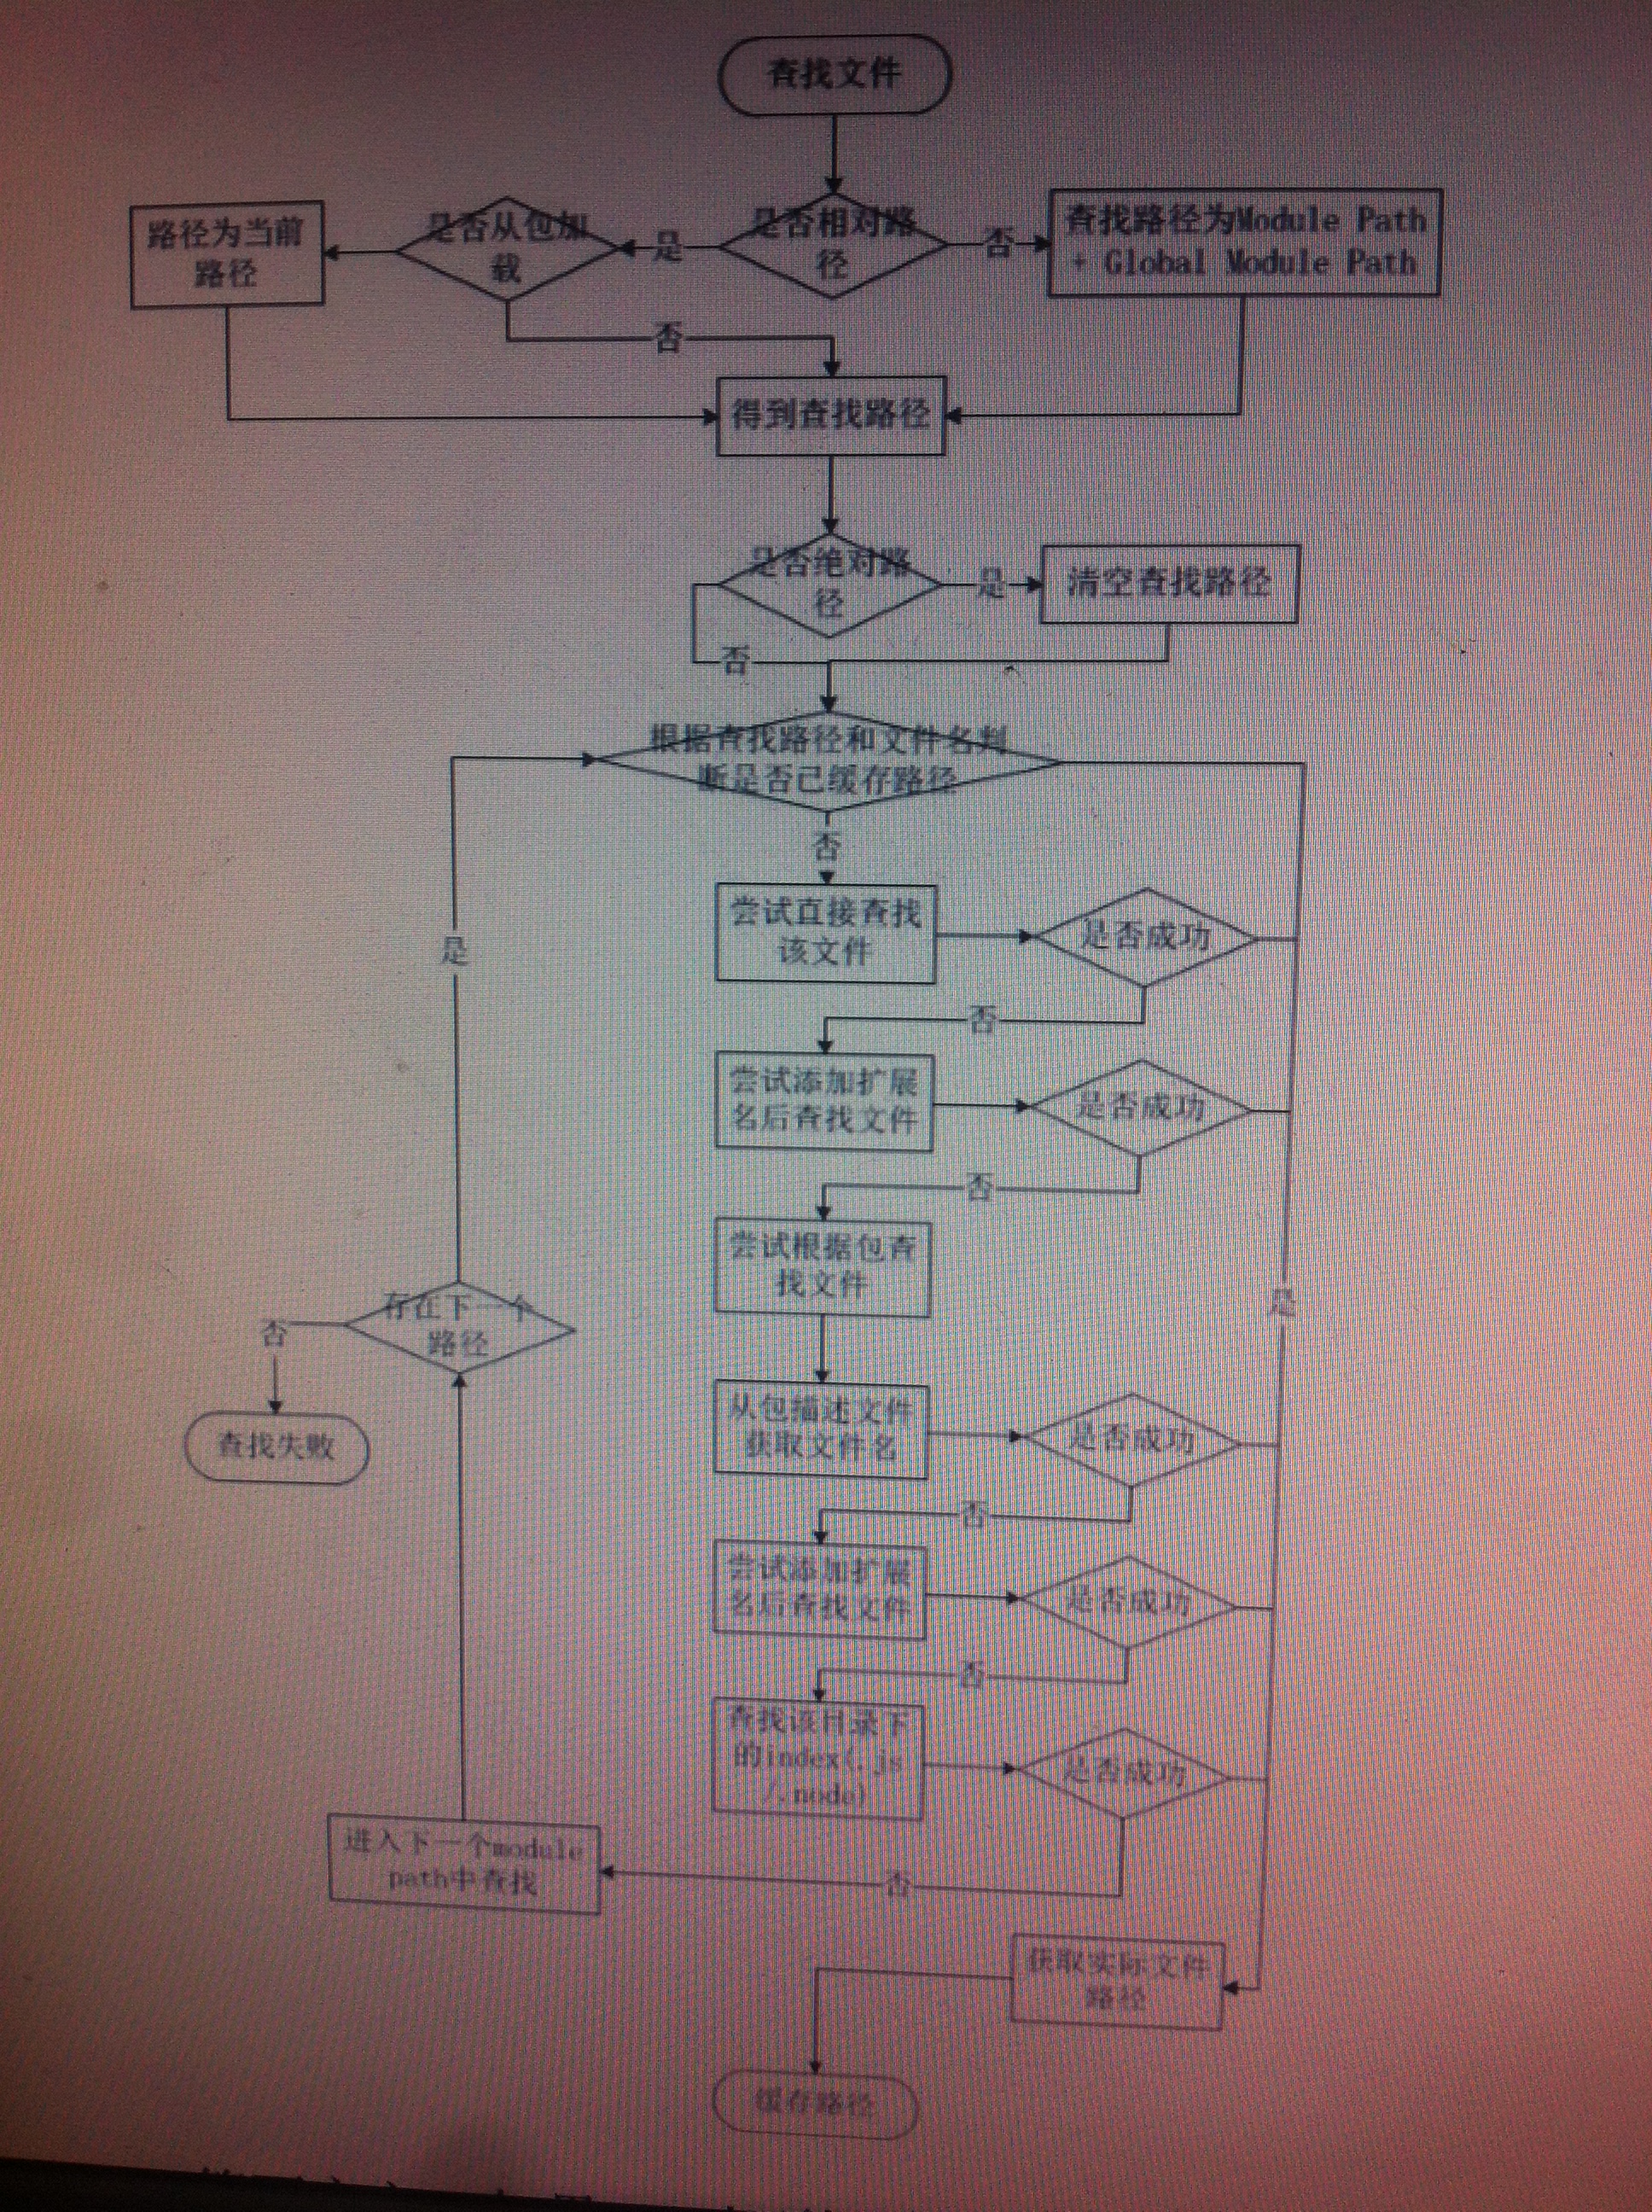 查找文件
路径为当前
路径
是否从包加
载
是
是否相对路
径
否
查找路径为Module Path
+ Global Module Path
否
得到查找路径
是否绝对路
径
是
清空查找路径
否
根据查找路径和文件名判
断是否已缓存路径
否
尝试直接查找
该文件
是否成功
是
否
尝试添加扩展
名后查找文件
是否成功
否
尝试根据包查
找文件
是
存在下一个
路径
否
从包描述文件
获取文件名
是否成功
查找失败
否
尝试添加扩展
名后查找文件
是否成功
否
查找该目录下
的index(.js
/.node)
是否成功
进入下一个module
path中查找
否
获取实际文件
路径
缓存路径